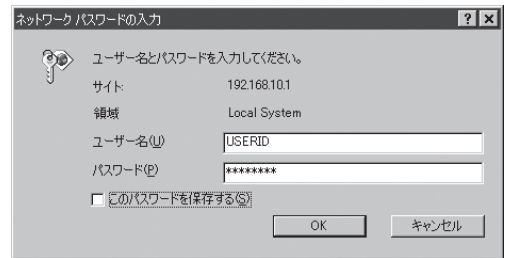 ネットワーク パスワードの入力
ユーザー名とパスワードを入力してください。
サイト: 192.168.10.1
領域 Local System
ユーザー名(U) USERID
パスワード(P) ********
このパスワードを保存する(S)
OK キャンセル